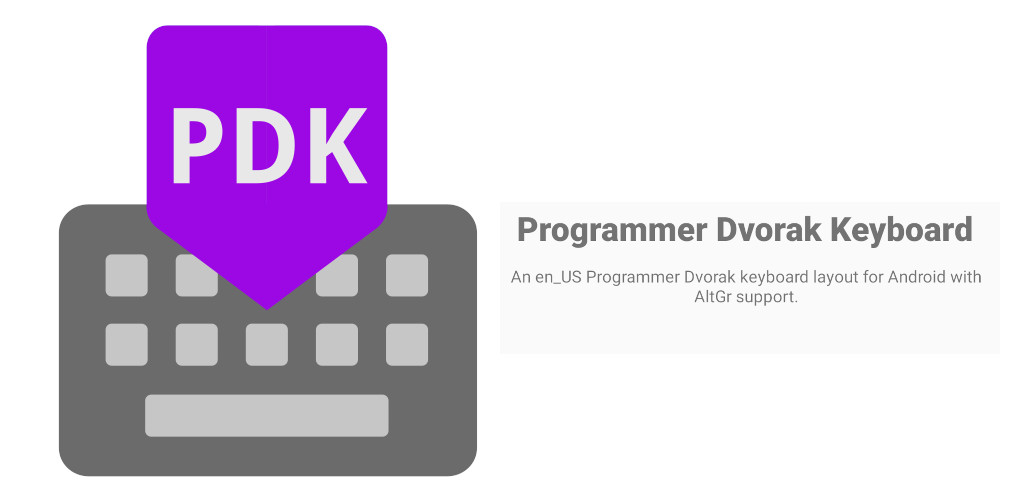 PDK
Programmer Dvorak Keyboard
An en_US Programmer Dvorak keyboard layout for Android with
AltGr support.